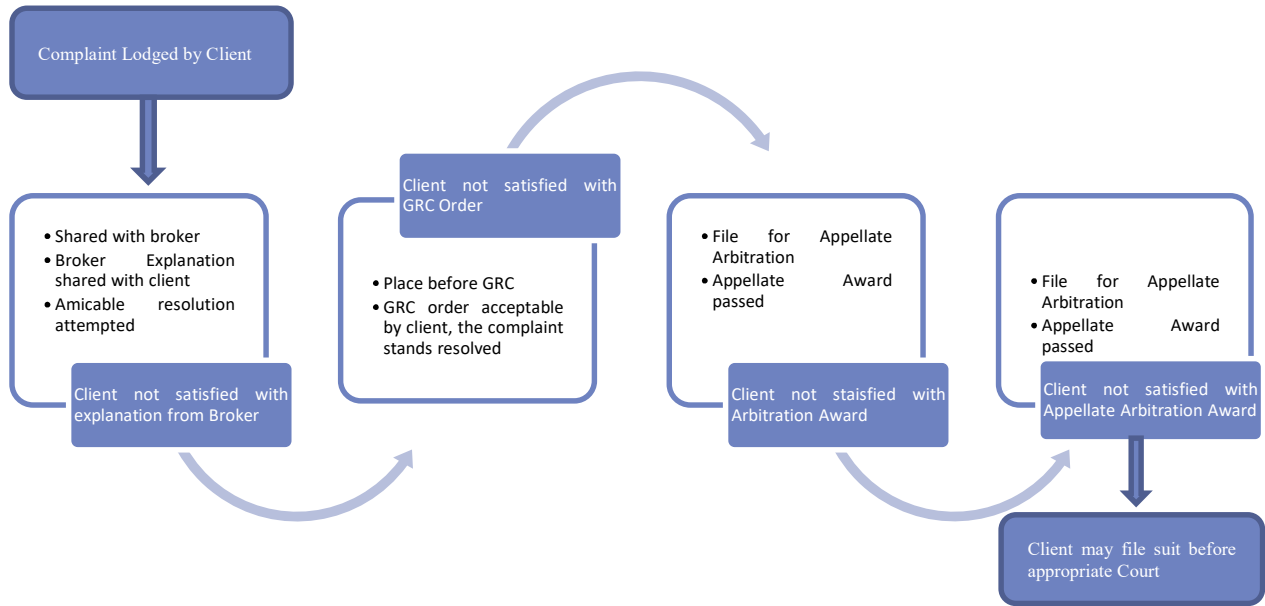 Complaint Lodged by Client
• Shared with broker
• Broker Explanation
shared with client
• Amicable resolution
attempted
Client not satisfied with
explanation from Broker
Client not satisfied with
GRC Order
• Place before GRC
• GRC order acceptable
by client, the complaint
stands resolved
• File for Appellate
Arbitration
• Appellate Award
passed
Client not staisfied with
Arbitration Award
• File for Appellate
Arbitration
• Appellate Award
passed
Client not satisfied with
Appellate Arbitration Award
Client may file suit before
appropriate Court